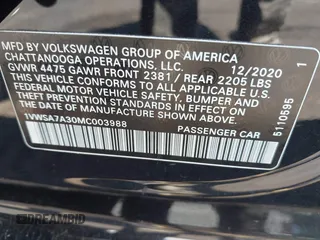 MFD BY VOLKSWAGEN GROUP OF AMERICA
CHATTANOOGA OPERATIONS, LLC. 12/2020
GVWR 4475 GAWR FRONT 2381 / REAR 2205 LBS
THIS VEHICLE CONFORMS TO ALL APPLICABLE
U.S. FEDERAL MOTOR VEHICLE SAFETY, BUMPER AND
THEFT PREVENTION STANDARDS IN EFFECT ON THE
DATE OF MANUFACTURE SHOWN ABOVE.
1VWSA7A30MC003988 PASSENGER CAR
1
6110595
DREAMBID